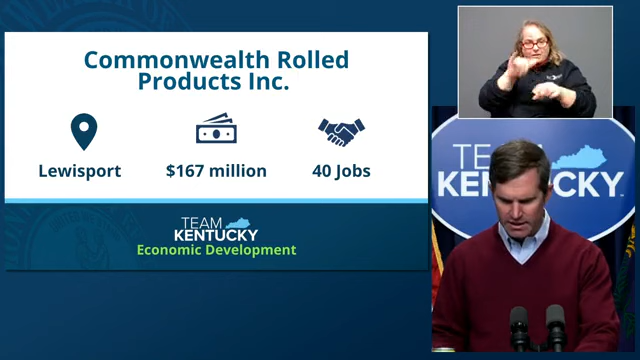 Commonwealth Rolled
Products Inc.
Lewisport
$167 million
40 Jobs
TEAM
KENTUCKY
Economic Development
TEAM
KENTUCKY